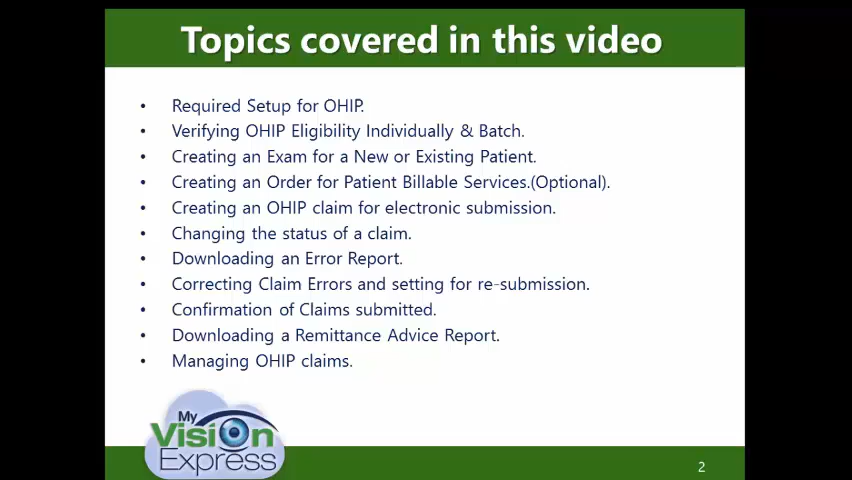 Topics covered in this video
• Required Setup for OHIP.
• Verifying OHIP Eligibility Individually & Batch.
• Creating an Exam for a New or Existing Patient.
• Creating an Order for Patient Billable Services.(Optional).
• Creating an OHIP claim for electronic submission.
• Changing the status of a claim.
• Downloading an Error Report.
• Correcting Claim Errors and setting for re-submission.
• Confirmation of Claims submitted.
• Downloading a Remittance Advice Report.
• Managing OHIP claims.
My
Vision
Express
2